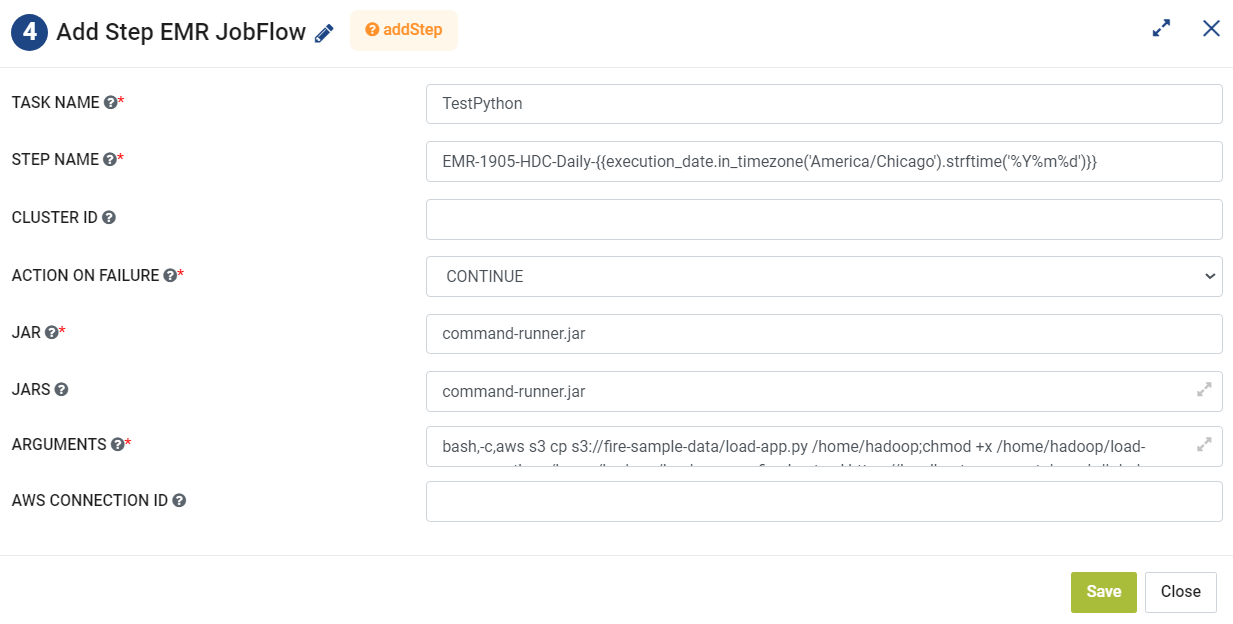 4 Add Step EMR JobFlow addStep
TASK NAME *
TestPython
STEP NAME *
EMR-1905-HDC-Daily-{{execution_date.in_timezone('America/Chicago').strftime('%Y%m%d')}}
CLUSTER ID
ACTION ON FAILURE *
CONTINUE
JAR *
command-runner.jar
JARS
command-runner.jar
ARGUMENTS *
bash,-c,aws s3 cp s3://fire-sample-data/load-app.py /home/hadoop;chmod +x /home/hadoop/load-
AWS CONNECTION ID
Save Close